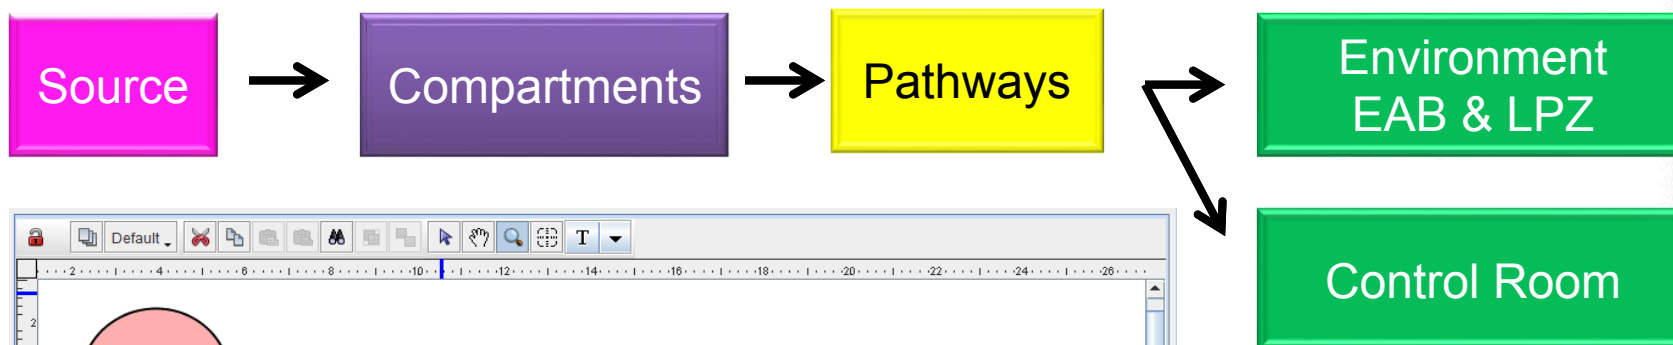 Source
Compartments
Pathways
Environment
EAB & LPZ
Control Room
Default
T
2 4 6 8 10 12 14 16 18 20 22 24 26
2